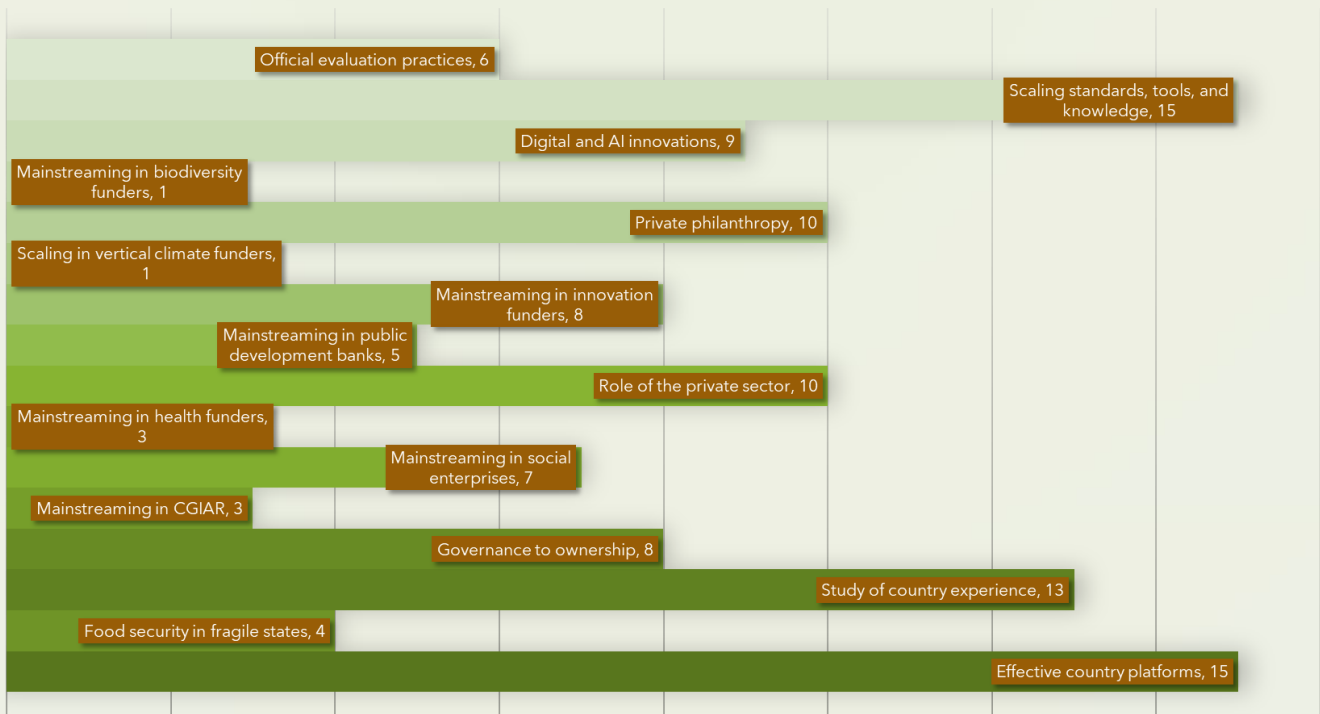 Official evaluation practices, 6
Scaling standards, tools, and
knowledge, 15
Digital and AI innovations, 9
Mainstreaming in biodiversity
funders, 1
Private philanthropy, 10
Scaling in vertical climate funders,
1
Mainstreaming in innovation
funders, 8
Mainstreaming in public
development banks, 5
Role of the private sector, 10
Mainstreaming in health funders,
3
Mainstreaming in social
enterprises, 7
Mainstreaming in CGIAR, 3
Governance to ownership, 8
Study of country experience, 13
Food security in fragile states, 4
Effective country platforms, 15